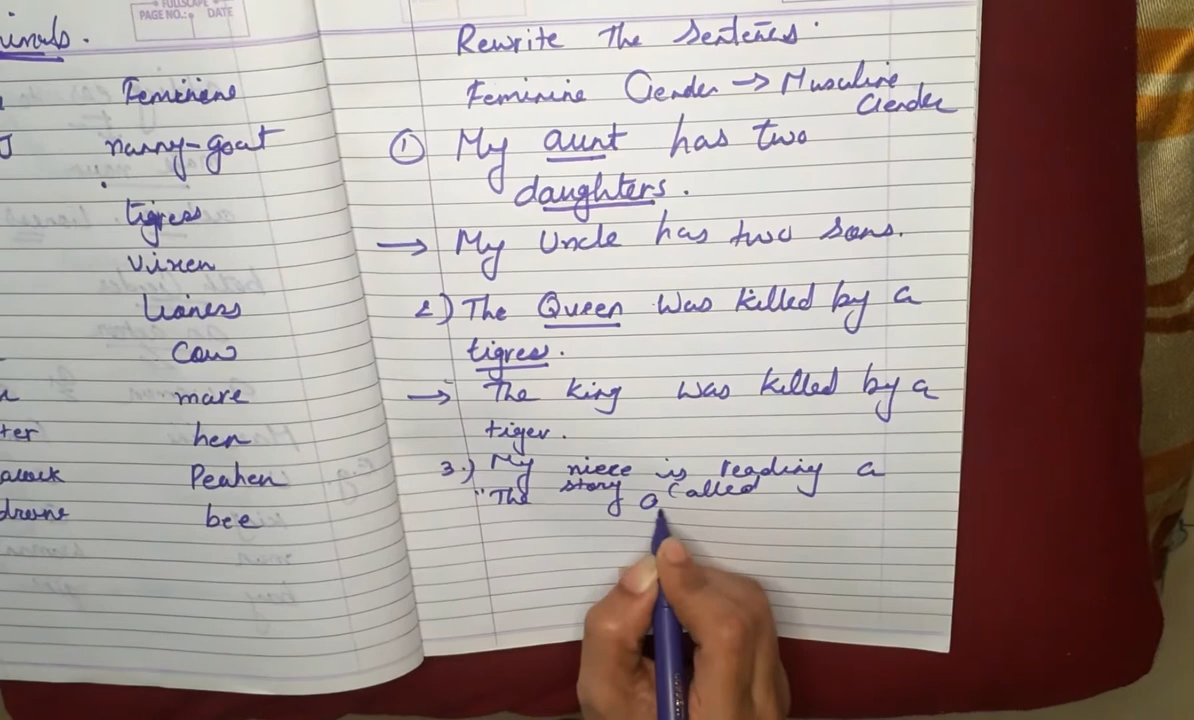 PAGE NO.: DATE
Feminine
nanny-goat
tigress
vixen
lioness
cow
mare
ter hen
Peahen
drone bee
Rewrite The Sentences.
Feminine Gender → Masculine
Gender
① My aunt has two
daughters.
→ My Uncle has two sons.
2) The Queen was killed by a
tigress.
→ The king was killed by a
tiger.
3.) My niece is reading a
story called
"The